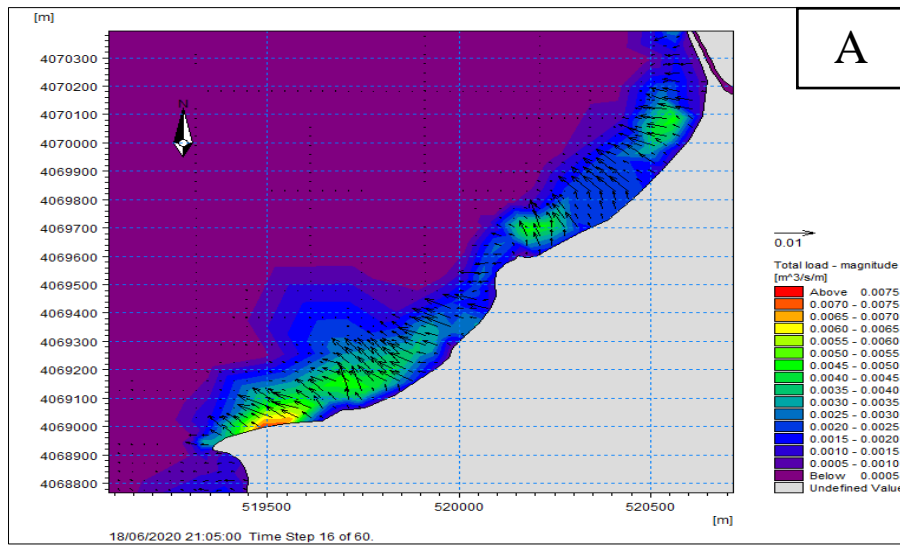 [m]
A
4070300
4070200
4070100
4070000
4069900
4069800
4069700
4069600
4069500
4069400
4069300
4069200
4069100
4069000
4068900
4068800
N
519500
520000
520500
[m]
0.01
Total load - magnitude
[m^3/s/m]
Above 0.0075
0.0070 - 0.0075
0.0065 - 0.0070
0.0060 - 0.0065
0.0055 - 0.0060
0.0050 - 0.0055
0.0045 - 0.0050
0.0040 - 0.0045
0.0035 - 0.0040
0.0030 - 0.0035
0.0025 - 0.0030
0.0020 - 0.0025
0.0015 - 0.0020
0.0010 - 0.0015
0.0005 - 0.0010
Below 0.0005
Undefined Value
18/06/2020 21:05:00 Time Step 16 of 60.